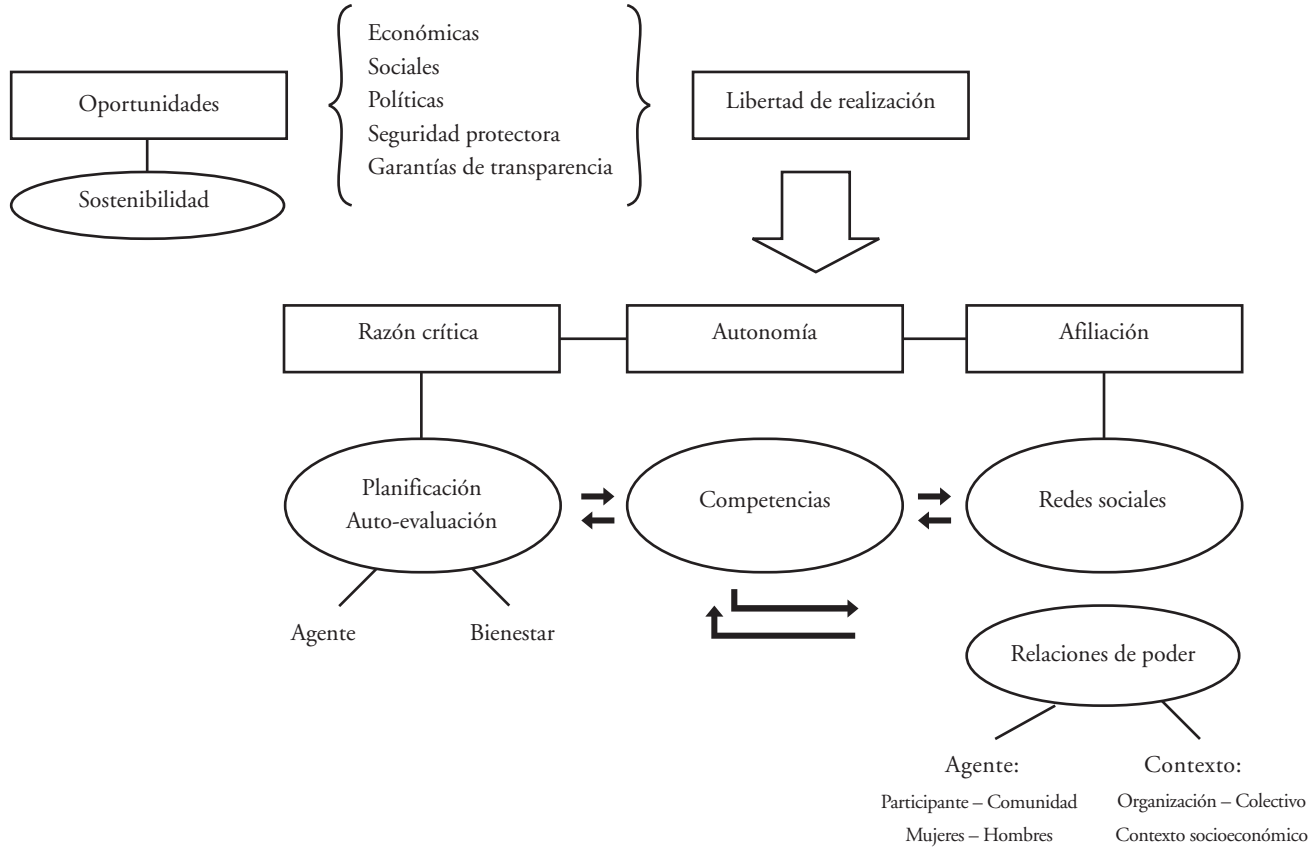 Oportunidades
Sostenibilidad
Económicas
Sociales
Políticas
Seguridad protectora
Garantías de transparencia
Libertad de realización
Razón crítica
Autonomía
Afiliación
Planificación
Auto-evaluación
Competencias
Redes sociales
Agente
Bienestar
Relaciones de poder
Agente:
Participante – Comunidad
Mujeres – Hombres
Contexto:
Organización – Colectivo
Contexto socioeconómico